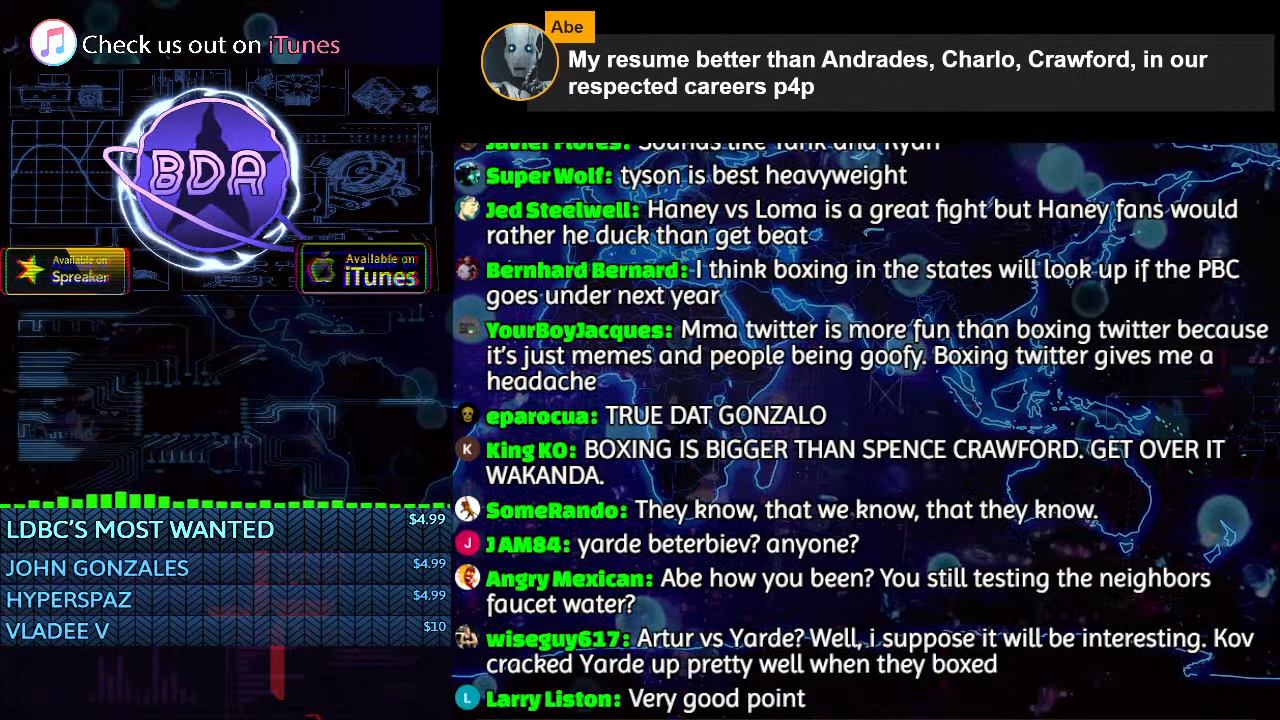 Check us out on iTunes
BDA
Available on
Spreaker
Available on
iTunes
LDBC'S MOST WANTED $4.99
JOHN GONZALES $4.99
HYPERSPAZ $4.99
VLADEE V $10
Abe
My resume better than Andrades, Charlo, Crawford, in our
respected careers p4p
Javier Flores: Sounds like Tank and Ryan
Super Wolf: tyson is best heavyweight
Jed Steelwell: Haney vs Loma is a great fight but Haney fans would
rather he duck than get beat
Bernhard Bernard: I think boxing in the states will look up if the PBC
goes under next year
YourBoyJacques: Mma twitter is more fun than boxing twitter because
it's just memes and people being goofy. Boxing twitter gives me a
headache
eparocua: TRUE DAT GONZALO
K King KO: BOXING IS BIGGER THAN SPENCE CRAWFORD. GET OVER IT
WAKANDA.
SomeRando: They know, that we know, that they know.
J J AM84: yarde beterbiev? anyone?
Angry Mexican: Abe how you been? You still testing the neighbors
faucet water?
wiseguy617: Artur vs Yarde? Well, i suppose it will be interesting. Kov
cracked Yarde up pretty well when they boxed
L Larry Liston: Very good point